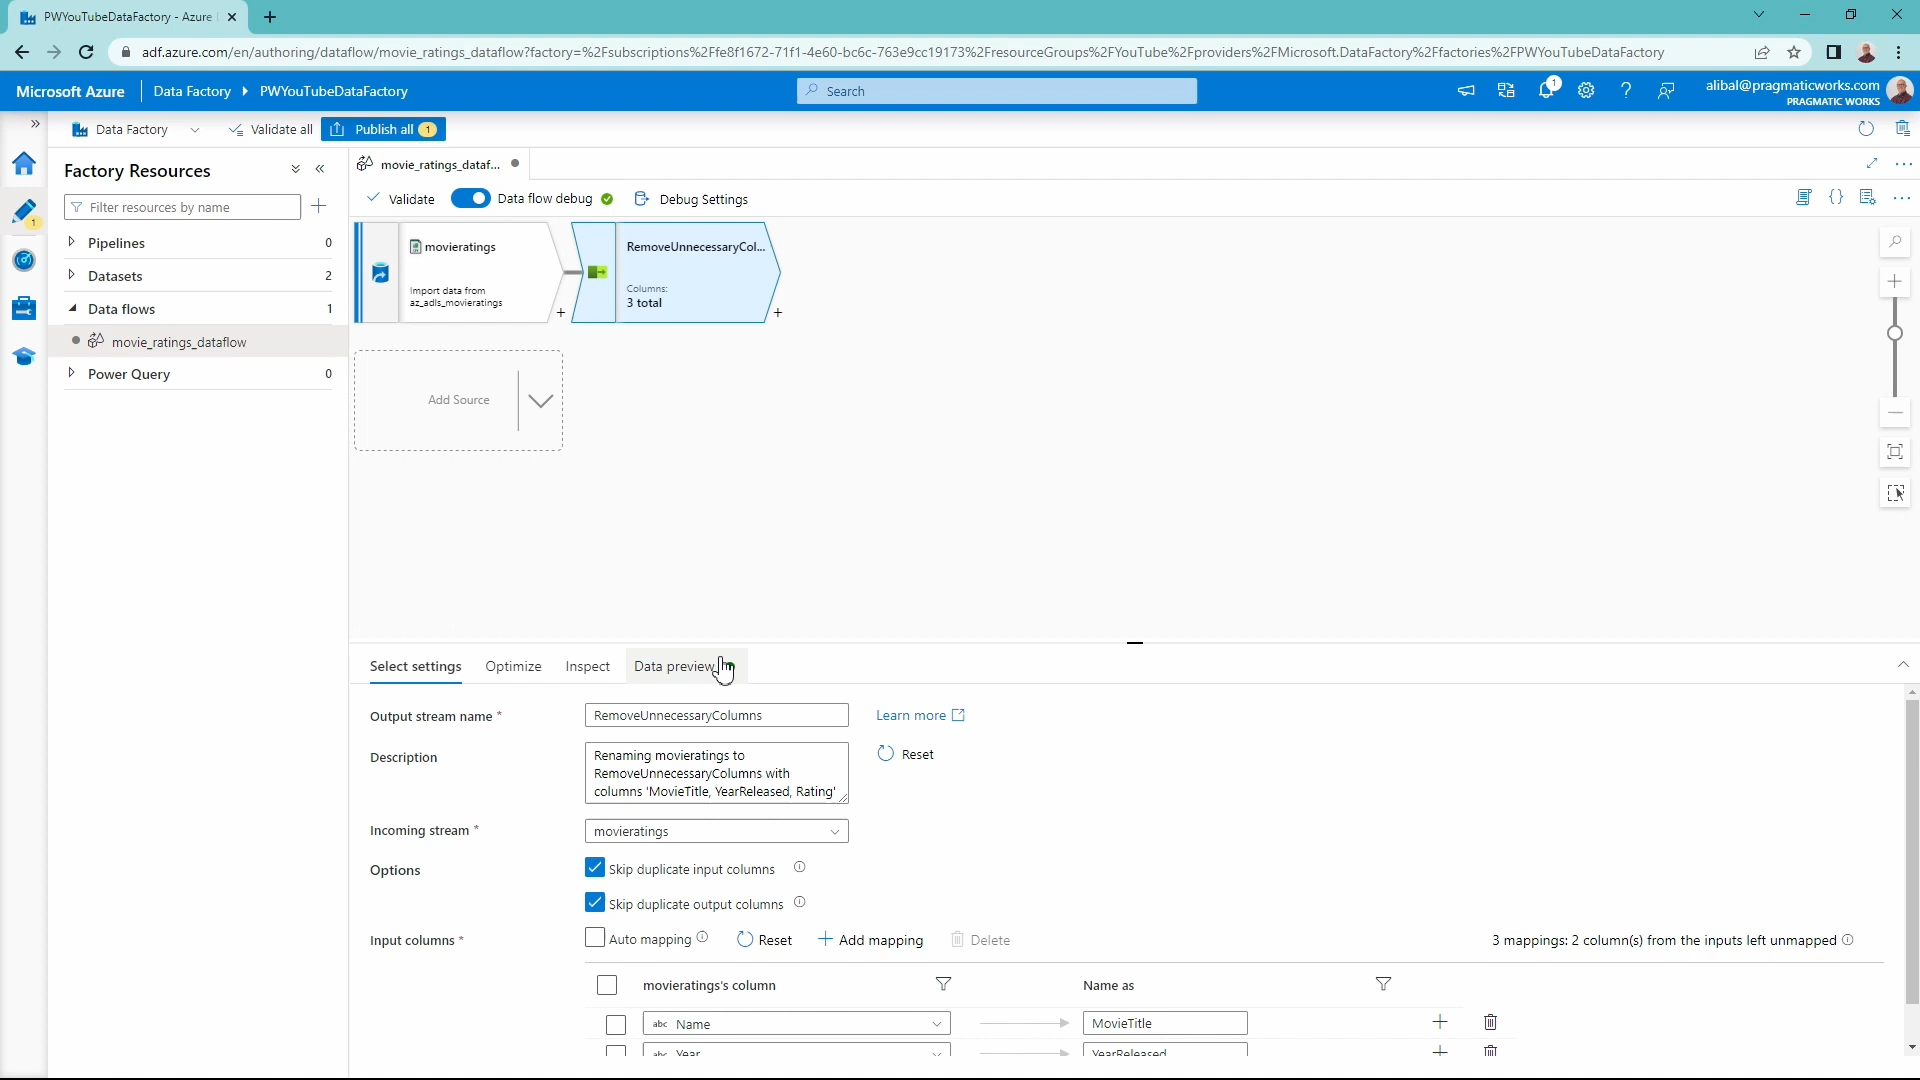 PWYouTubeDataFactory - Azure
adf.azure.com/en/authoring/dataflow/movie_ratings_dataflow?factory=%2Fsubscriptions%2Ffe8f1672-71f1-4e60-bc6c-763e9cc19173%2FresourceGroups%2FYouTube%2Fproviders%2FMicrosoft.DataFactory%2Ffactories%2FPWYouTubeDataFactory
Microsoft Azure
Data Factory
PWYouTubeDataFactory
Search
1
alibal@pragmaticworks.com
PRAGMATIC WORKS
Data Factory
Validate all
Publish all 1
Factory Resources
movie_ratings_dataf...
Filter resources by name
Validate
Data flow debug
Debug Settings
1
Pipelines 0
Datasets 2
Data flows 1
movie_ratings_dataflow
Power Query 0
movieratings
Import data from
az_adls_movieratings
+
RemoveUnnecessaryCol...
Columns:
3 total
+
Add Source
Select settings
Optimize
Inspect
Data preview
Output stream name *
RemoveUnnecessaryColumns
Learn more
Description
Renaming movieratings to
RemoveUnnecessaryColumns with
columns 'MovieTitle, YearReleased, Rating'
Reset
Incoming stream *
movieratings
Options
Skip duplicate input columns
Skip duplicate output columns
Input columns *
Auto mapping
Reset
Add mapping
Delete
3 mappings: 2 column(s) from the inputs left unmapped
movieratings's column
Name as
abc Name
MovieTitle
abc Year
YearReleased